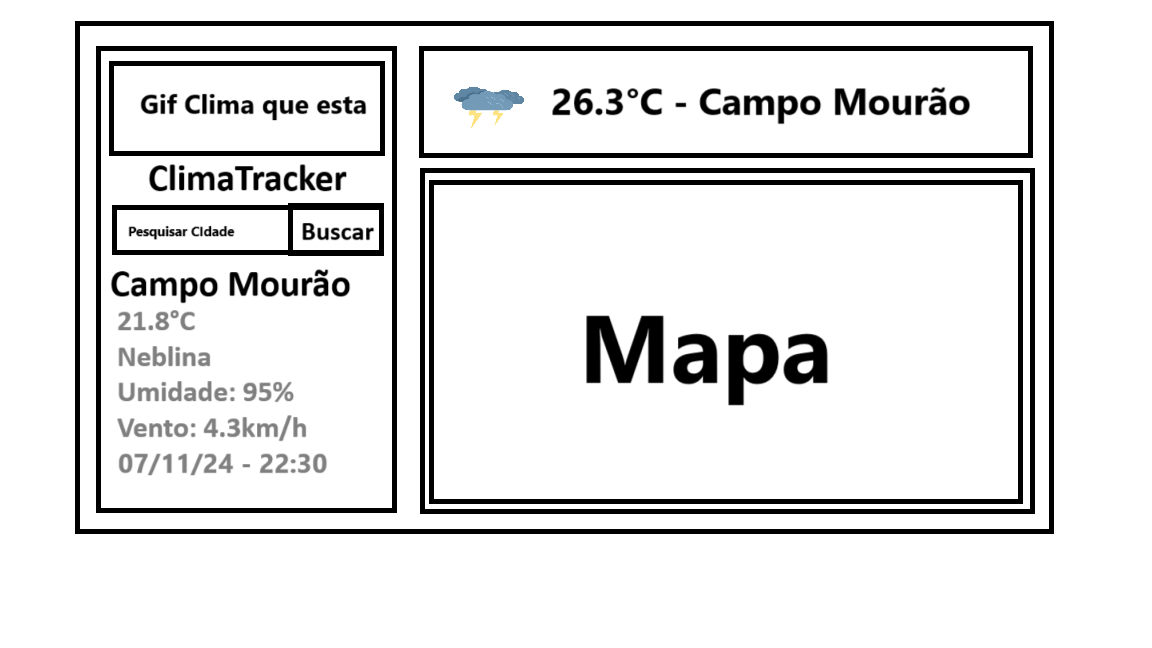 Gif Clima que esta
ClimaTracker
Pesquisar CIdade
Buscar
Campo Mourão
21.8°C
Neblina
Umidade: 95%
Vento: 4.3km/h
07/11/24 - 22:30
26.3°C - Campo Mourão
Mapa